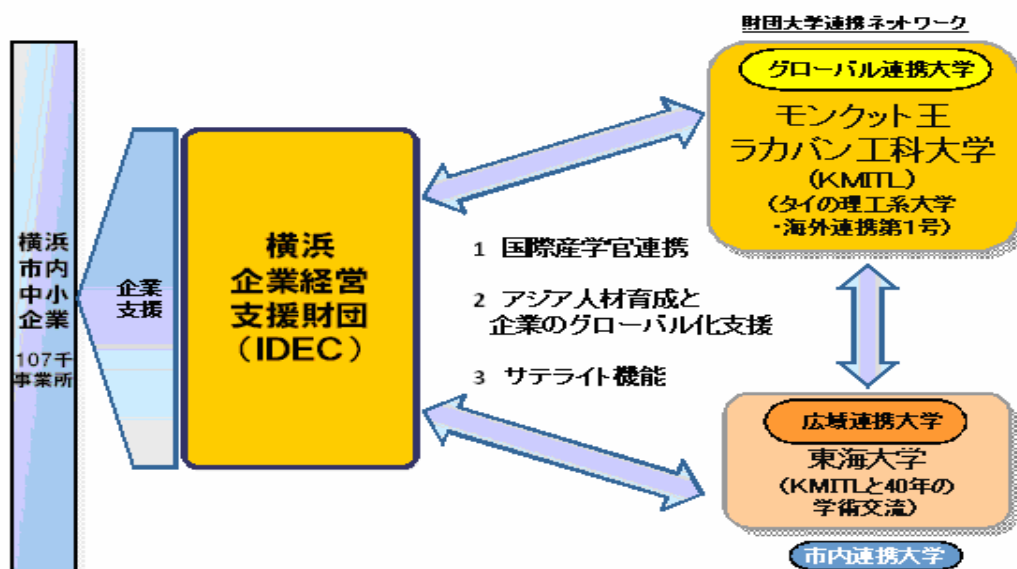 財団大学連携ネットワーク
グローバル連携大学
モンクット王
ラカバン工科大学
(KMITL)
(タイの理工系大学
・海外連携第1号)
横浜
市内
中小
企業
107千
事業所
企業
支援
横浜
企業経営
支援財団
(IDEC)
1 国際産学官連携
2 アジア人材育成と
企業のグローバル化支援
3 サテライト機能
広域連携大学
東海大学
(KMITLと40年の
学術交流)
市内連携大学